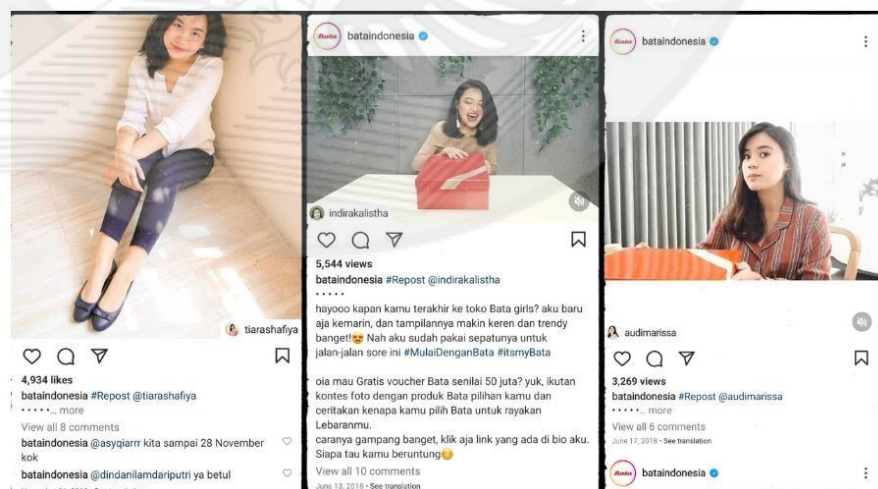 tiarashafiya
4,934 likes
bataindonesia #Repost @tiarashafiya
• • • • •... more
View all 8 comments
bataindonesia @asyqiarrr kita sampai 28 November
kok
bataindonesia @dindanilamdariputri ya betul
Bata
bataindonesia
indirakalistha
5,544 views
bataindonesia #Repost @indirakalistha
• • • • •
hayooo kapan kamu terakhir ke toko Bata girls? aku baru
aja kemarin, dan tampilannya makin keren dan trendy
banget!😍 Nah aku sudah pakai sepatunya untuk
jalan-jalan sore ini #MulaiDenganBata #itsmyBata
oia mau Gratis voucher Bata senilai 50 juta? yuk, ikutan
kontes foto dengan produk Bata pilihan kamu dan
ceritakan kenapa kamu pilih Bata untuk rayakan
Lebaranmu.
caranya gampang banget, klik aja link yang ada di bio aku.
Siapa tau kamu beruntung😊
View all 10 comments
June 13, 2018 • See translation
Bata
bataindonesia
audimarissa
3,269 views
bataindonesia #Repost @audimarissa
• • • • •... more
View all 6 comments
June 17, 2018 • See translation
Bata
bataindonesia